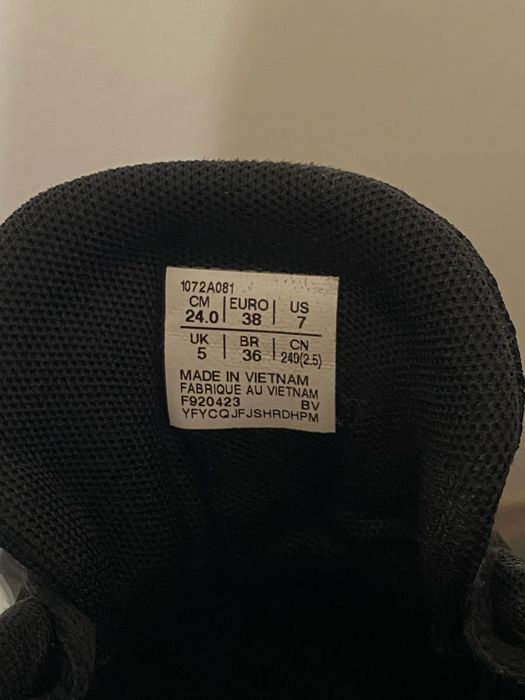 1072A081
CM | EURO | US
24.0 | 38 | 7
UK | BR | CN
5 | 36 | 240(2.5)
MADE IN VIETNAM
FABRIQUE AU VIETNAM
F920423 BV
YFYCQJFJSHRDHPM